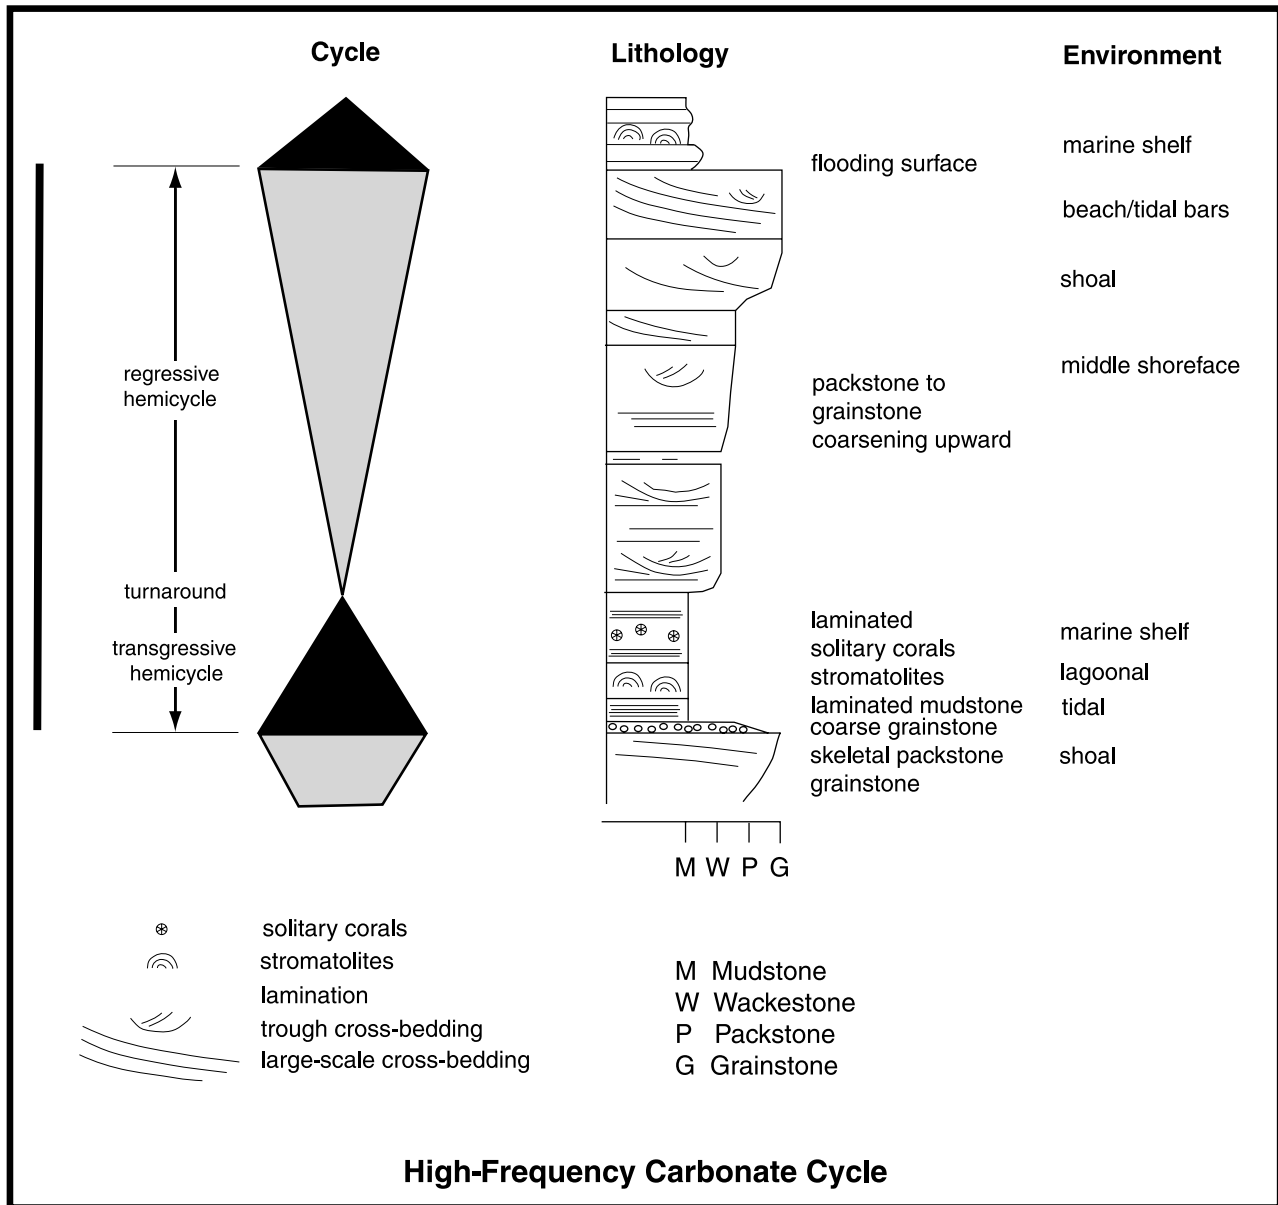 Cycle
Lithology
Environment
marine shelf
flooding surface
beach/tidal bars
shoal
regressive
hemicycle
middle shoreface
packstone to
grainstone
coarsening upward
turnaround
transgressive
hemicycle
laminated
solitary corals
stromatolites
laminated mudstone
coarse grainstone
skeletal packstone
grainstone
marine shelf
lagoonal
tidal
shoal
M W P G
solitary corals
stromatolites
lamination
trough cross-bedding
large-scale cross-bedding
M Mudstone
W Wackestone
P Packstone
G Grainstone
High-Frequency Carbonate Cycle